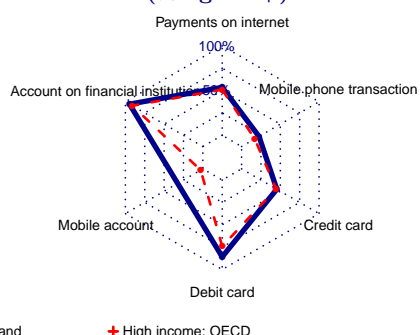 Payments on internet
100%
Account on financial institution
Mobile phone transaction
Mobile account
Credit card
Debit card
High income: OECD